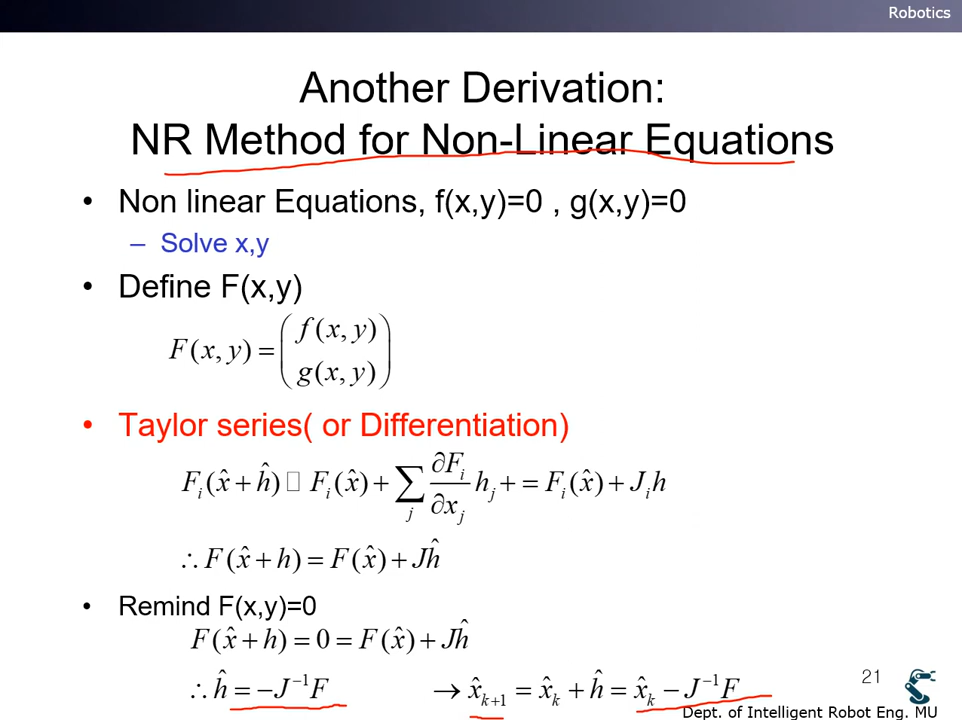 Robotics
Another Derivation:
NR Method for Non-Linear Equations
• Non linear Equations, f(x,y)=0 , g(x,y)=0
– Solve x,y
• Define F(x,y)
F(x, y) = ( f(x, y)
g(x, y) )
• Taylor series( or Differentiation)
F_i(x̂ + ĥ) □ F_i(x̂) + ∑_j ∂F_i/∂x_j h_j + = F_i(x̂) + J_i h
∴ F(x̂ + h) = F(x̂) + Jĥ
• Remind F(x,y)=0
F(x̂ + h) = 0 = F(x̂) + Jĥ
∴ ĥ = −J⁻¹F → x̂_{k+1} = x̂_k + ĥ = x̂_k − J⁻¹F
21
Dept. of Intelligent Robot Eng. MU